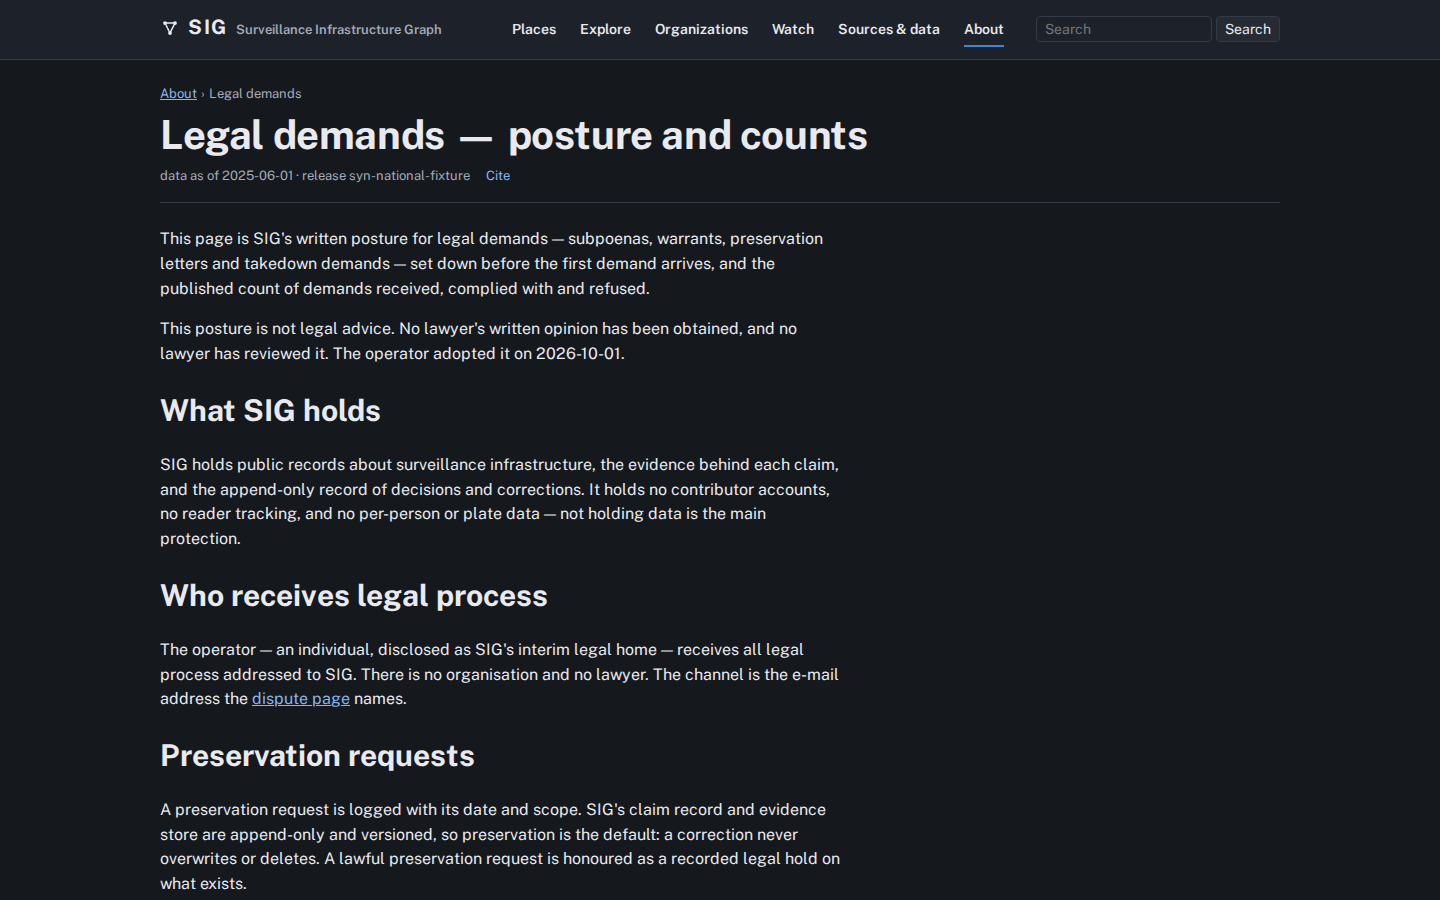 SIG Surveillance Infrastructure Graph Places Explore Organizations Watch Sources & data About Search Search
About › Legal demands
Legal demands — posture and counts
data as of 2025-06-01 · release syn-national-fixture Cite
This page is SIG's written posture for legal demands — subpoenas, warrants, preservation
letters and takedown demands — set down before the first demand arrives, and the
published count of demands received, complied with and refused.
This posture is not legal advice. No lawyer's written opinion has been obtained, and no
lawyer has reviewed it. The operator adopted it on 2026-10-01.
What SIG holds
SIG holds public records about surveillance infrastructure, the evidence behind each claim,
and the append-only record of decisions and corrections. It holds no contributor accounts,
no reader tracking, and no per-person or plate data — not holding data is the main
protection.
Who receives legal process
The operator — an individual, disclosed as SIG's interim legal home — receives all legal
process addressed to SIG. There is no organisation and no lawyer. The channel is the e-mail
address the dispute page names.
Preservation requests
A preservation request is logged with its date and scope. SIG's claim record and evidence
store are append-only and versioned, so preservation is the default: a correction never
overwrites or deletes. A lawful preservation request is honoured as a recorded legal hold on
what exists.